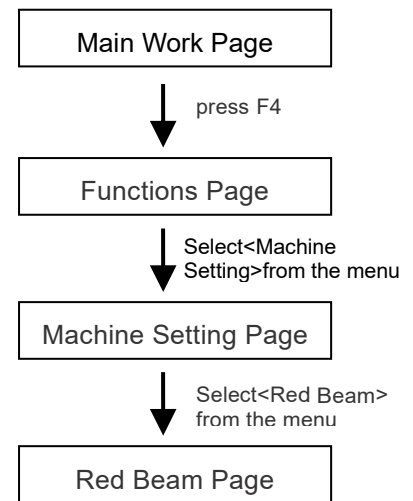 Main Work Page
press F4
Functions Page
Select<Machine
Setting>from the menu
Machine Setting Page
Select<Red Beam>
from the menu
Red Beam Page